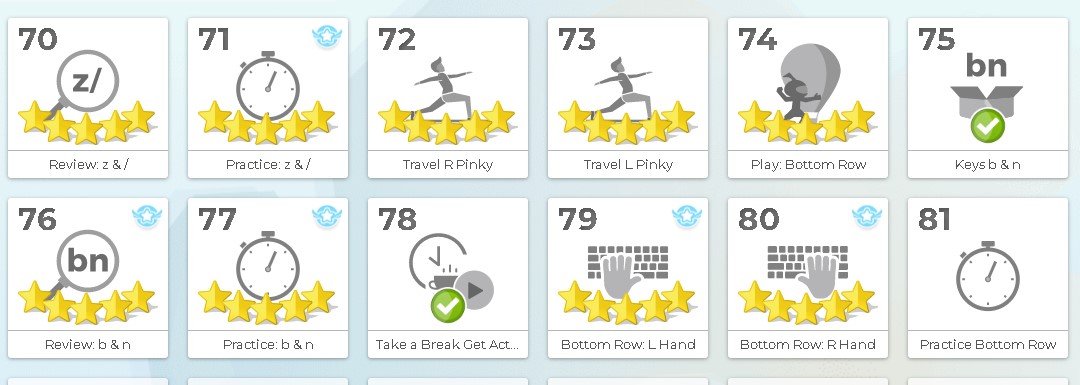 70
z/
Review: z & /
71
Practice: z & /
72
Travel R Pinky
73
Travel L Pinky
74
Play: Bottom Row
75
bn
Keys b & n
76
bn
Review: b & n
77
Practice: b & n
78
Take a Break Get Act...
79
Bottom Row: L Hand
80
Bottom Row: R Hand
81
Practice Bottom Row